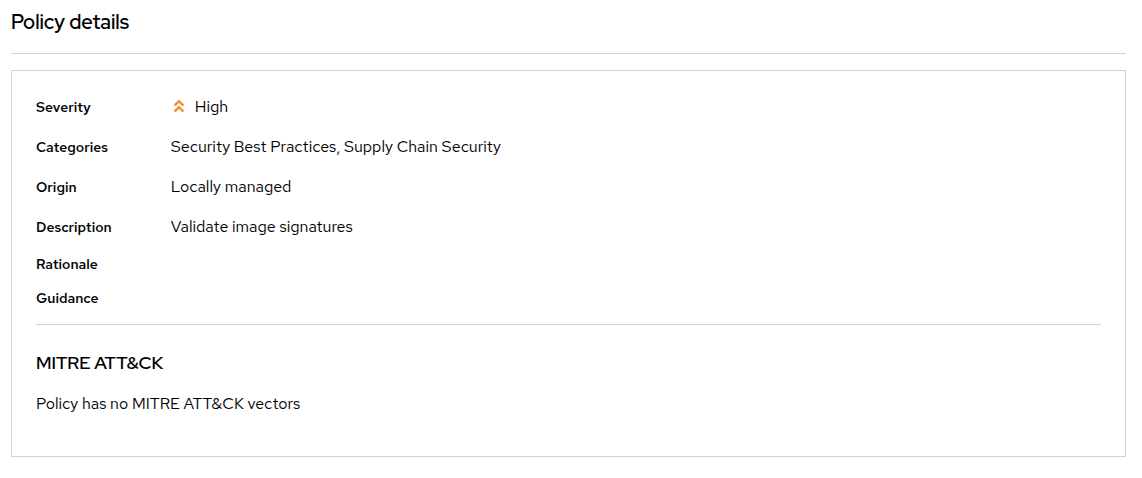 Policy details
Severity High
Categories Security Best Practices, Supply Chain Security
Origin Locally managed
Description Validate image signatures
Rationale
Guidance
MITRE ATT&CK
Policy has no MITRE ATT&CK vectors